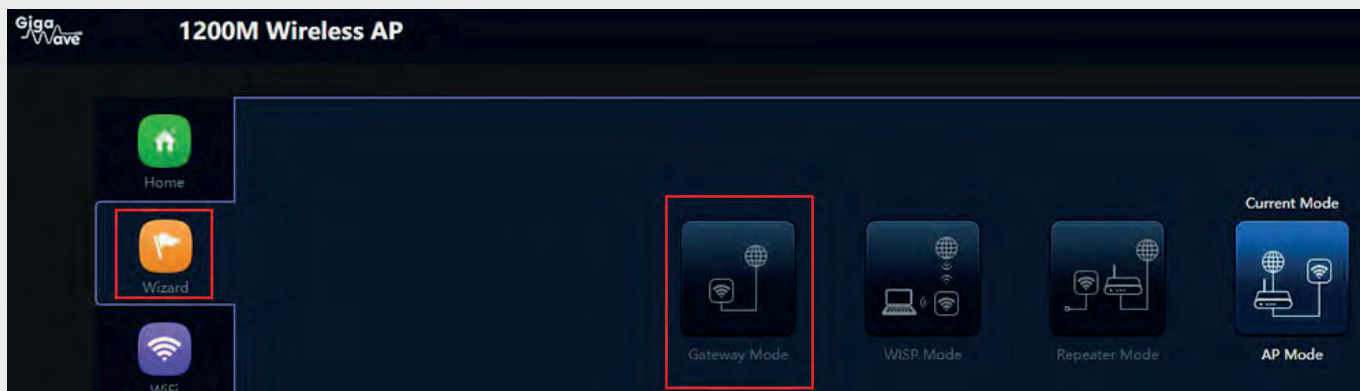 Giga
Wave
1200M Wireless AP
Home
Wizard
WiFi
Current Mode
Gateway Mode
WISP Mode
Repeater Mode
AP Mode